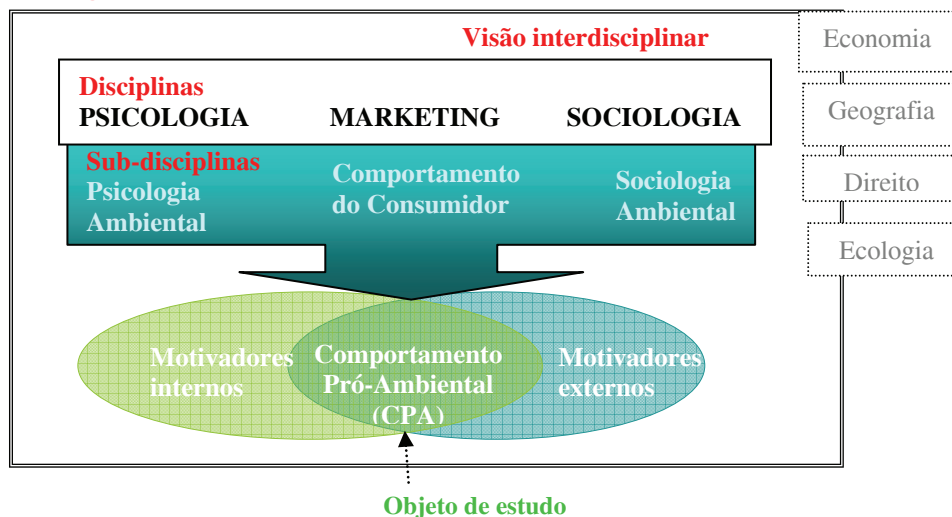 Visão interdisciplinar
Economia
Disciplinas
PSICOLOGIA MARKETING SOCIOLOGIA
Geografia
Sub-disciplinas
Psicologia
Ambiental
Comportamento
do Consumidor
Sociologia
Ambiental
Direito
Ecologia
Motivadores
internos
Comportamento
Pró-Ambiental
(CPA)
Motivadores
externos
Objeto de estudo